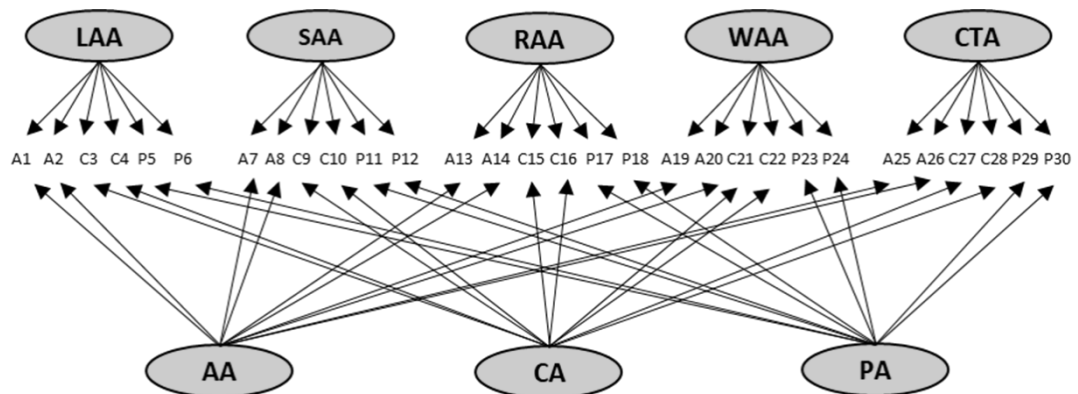 LAA SAA RAA WAA CTA
A1 A2 C3 C4 P5 P6 A7 A8 C9 C10 P11 P12 A13 A14 C15 C16 P17 P18 A19 A20 C21 C22 P23 P24 A25 A26 C27 C28 P29 P30
AA CA PA